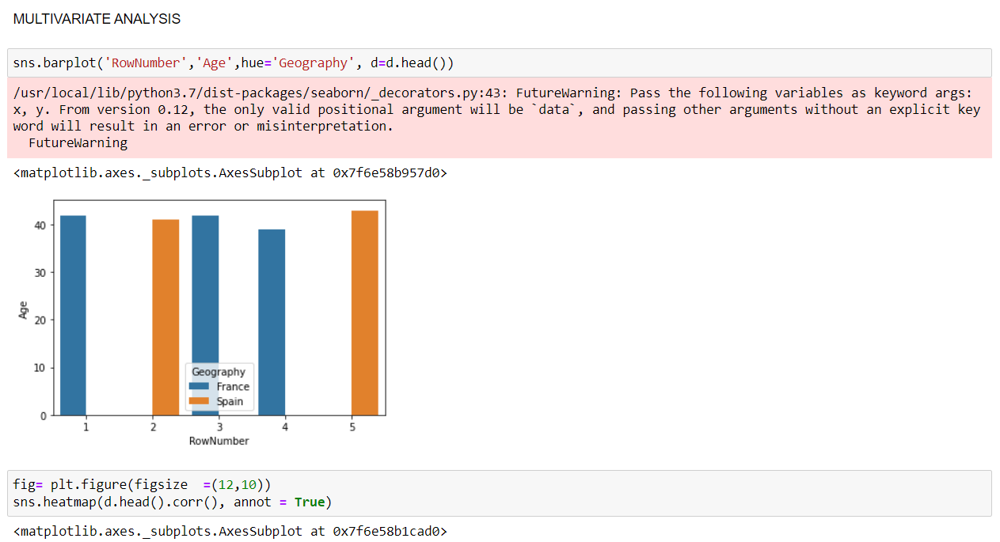 MULTIVARIATE ANALYSIS
sns.barplot('RowNumber','Age',hue='Geography', d=d.head())
/usr/local/lib/python3.7/dist-packages/seaborn/_decorators.py:43: FutureWarning: Pass the following variables as keyword args:
x, y. From version 0.12, the only valid positional argument will be `data`, and passing other arguments without an explicit key
word will result in an error or misinterpretation.
  FutureWarning
<matplotlib.axes._subplots.AxesSubplot at 0x7f6e58b957d0>
40
30
Age
20
10
Geography
France
Spain
0
1 2 3 4 5
RowNumber
fig= plt.figure(figsize  =(12,10))
sns.heatmap(d.head().corr(), annot = True)
<matplotlib.axes._subplots.AxesSubplot at 0x7f6e58b1cad0>